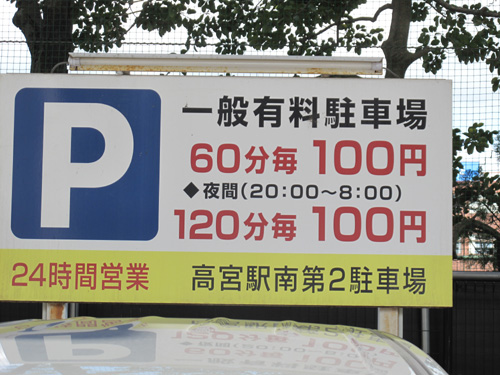 P
一般有料駐車場
60分毎 100円
◆夜間(20:00～8:00)
120分毎 100円
24時間営業
高宮駅南第2駐車場